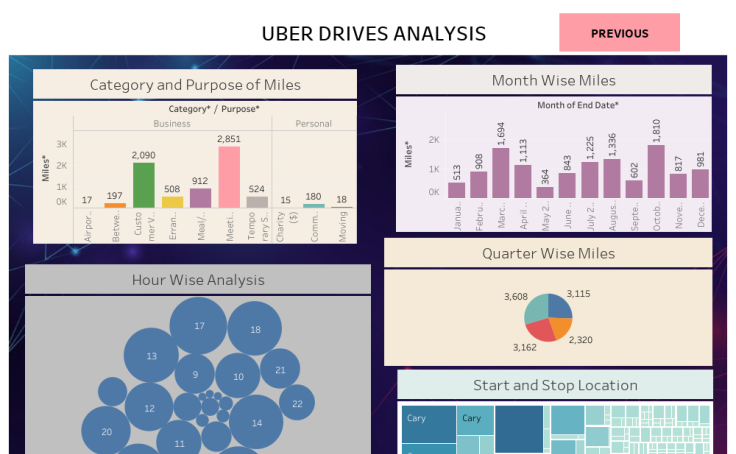 UBER DRIVES ANALYSIS
PREVIOUS
Category and Purpose of Miles
Category* / Purpose*
Business
Personal
Miles*
3K
2K
1K
0K
17
197
2,090
508
912
2,851
524
15
180
18
Airpor..
Betwe..
Custo
mer V..
Erran..
Meal/..
Meeti..
Tempo
rary S..
Charity
($)
Comm..
Moving
Month Wise Miles
Month of End Date*
Miles*
2K
1K
0K
513
908
1,694
1,113
364
843
1,225
1,336
602
1,810
817
981
Janua..
Febru..
Marc..
April ..
May 2..
June ..
July 2..
Augus..
Septe..
Octob..
Nove..
Dece..
Hour Wise Analysis
17
18
13
9
10
21
12
22
14
20
11
Quarter Wise Miles
3,608
3,115
3,162
2,320
Start and Stop Location
Cary
Cary